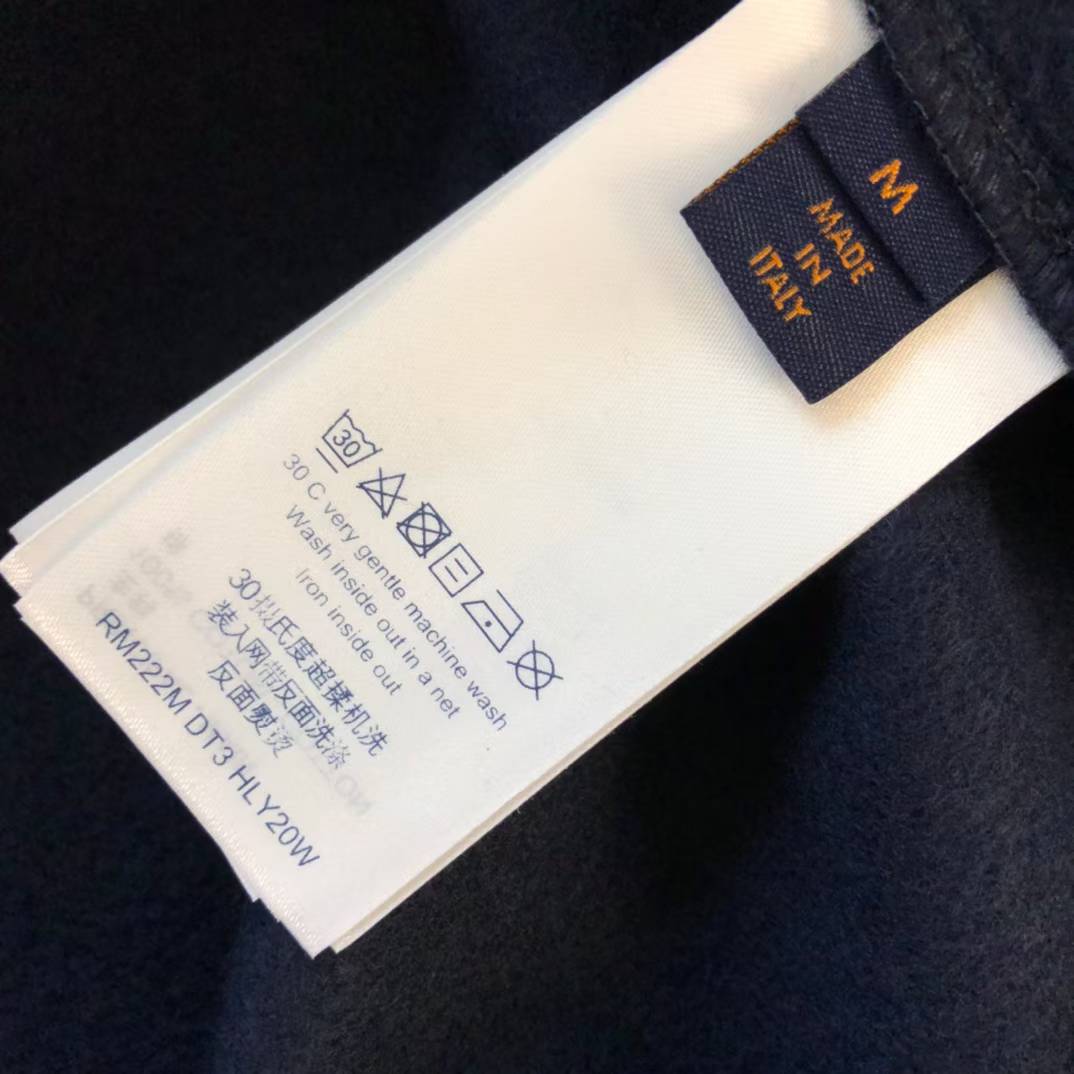 M
MADE
IN
ITALY
30
30 C very gentle machine wash
Wash inside out in a net
Iron inside out
30摄氏度超揉机洗
装入网带反面洗涤
反面熨烫
RM222M DT3 HLY20W